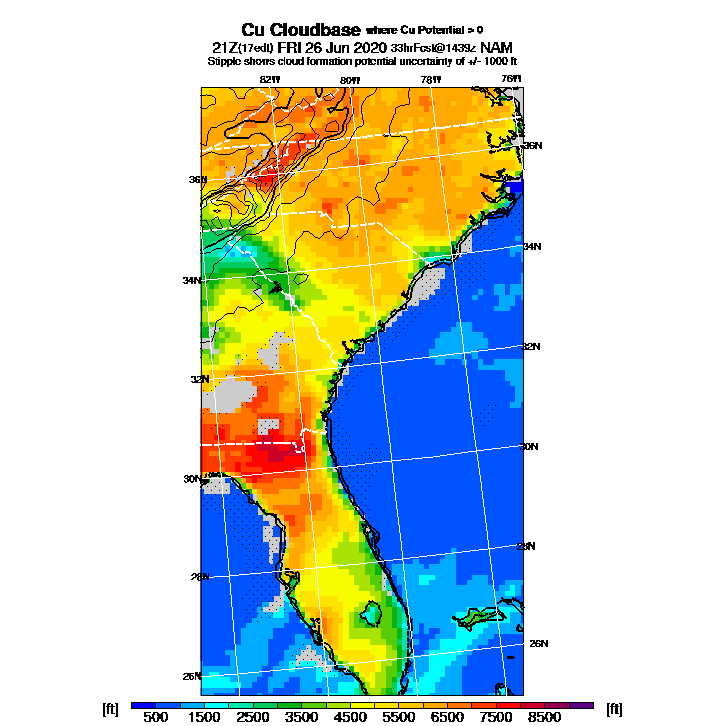 Cu Cloudbase where Cu Potential > 0
21Z(17edt) FRI 26 Jun 2020 33hrFcst@1439z NAM
Stipple shows cloud formation potential uncertainty of +/- 1000 ft
82W 80W 78W 76W
36N
36N
34N
34N
32N
32N
30N
30N
28N
28N
26N
26N
[ft] 500 1500 2500 3500 4500 5500 6500 7500 8500 [ft]